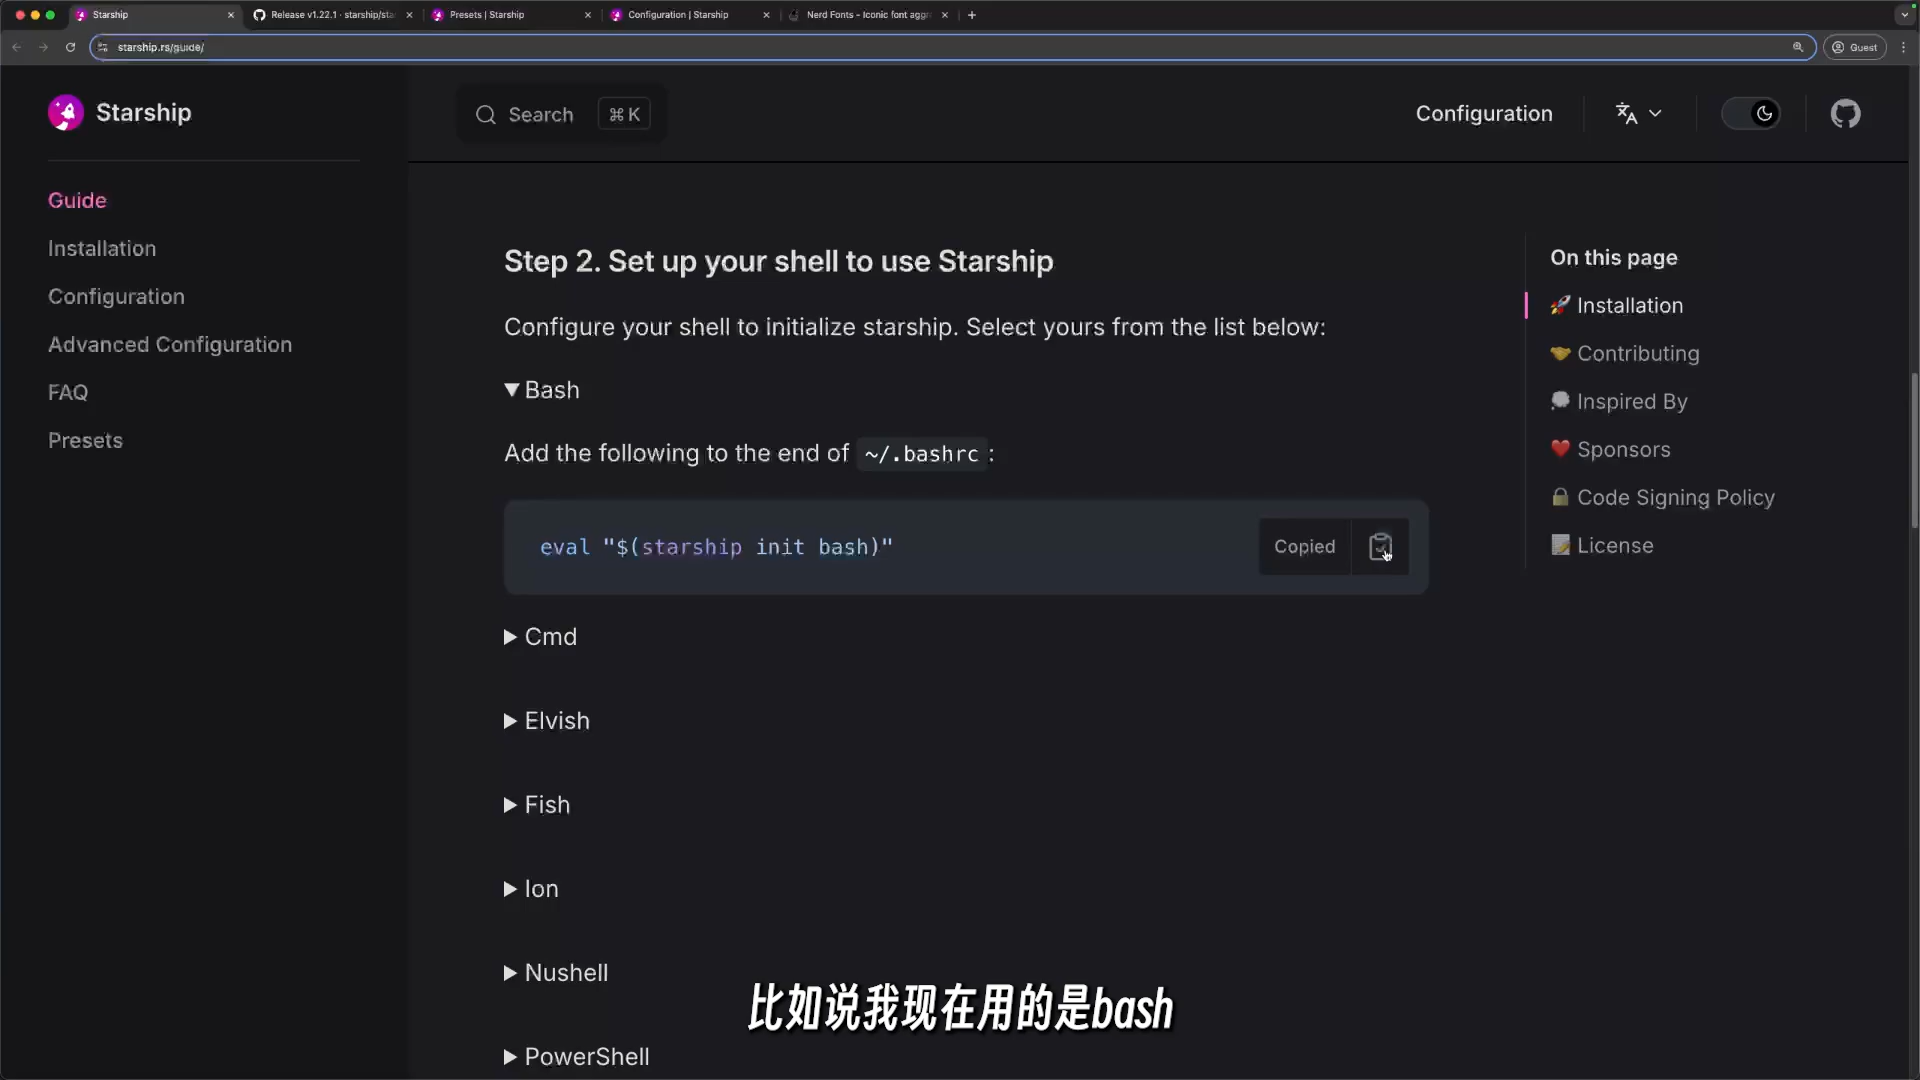 Starship
Release v1.22.1 · starship/sta
Presets | Starship
Configuration | Starship
Nerd Fonts - Iconic font aggr
starship.rs/guide/
Guest
Starship
Search
⌘ K
Configuration
Guide
Installation
Configuration
Advanced Configuration
FAQ
Presets
Step 2. Set up your shell to use Starship
Configure your shell to initialize starship. Select yours from the list below:
Bash
Add the following to the end of ~/.bashrc :
eval "$(starship init bash)"
Copied
Cmd
Elvish
Fish
Ion
Nushell
PowerShell
On this page
🚀 Installation
🤝 Contributing
💭 Inspired By
❤️ Sponsors
🔒 Code Signing Policy
📝 License
比如说我现在用的是bash